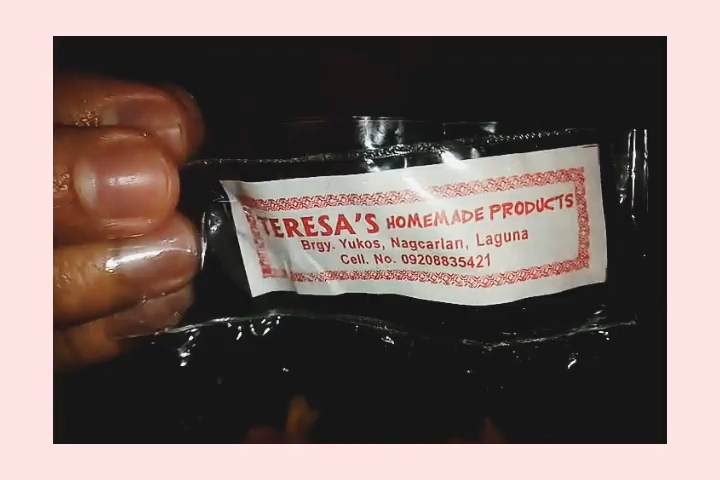 TERESA'S HOMEMADE PRODUCTS
Brgy. Yukos, Nagcarlan, Laguna
Cell. No. 09208835421